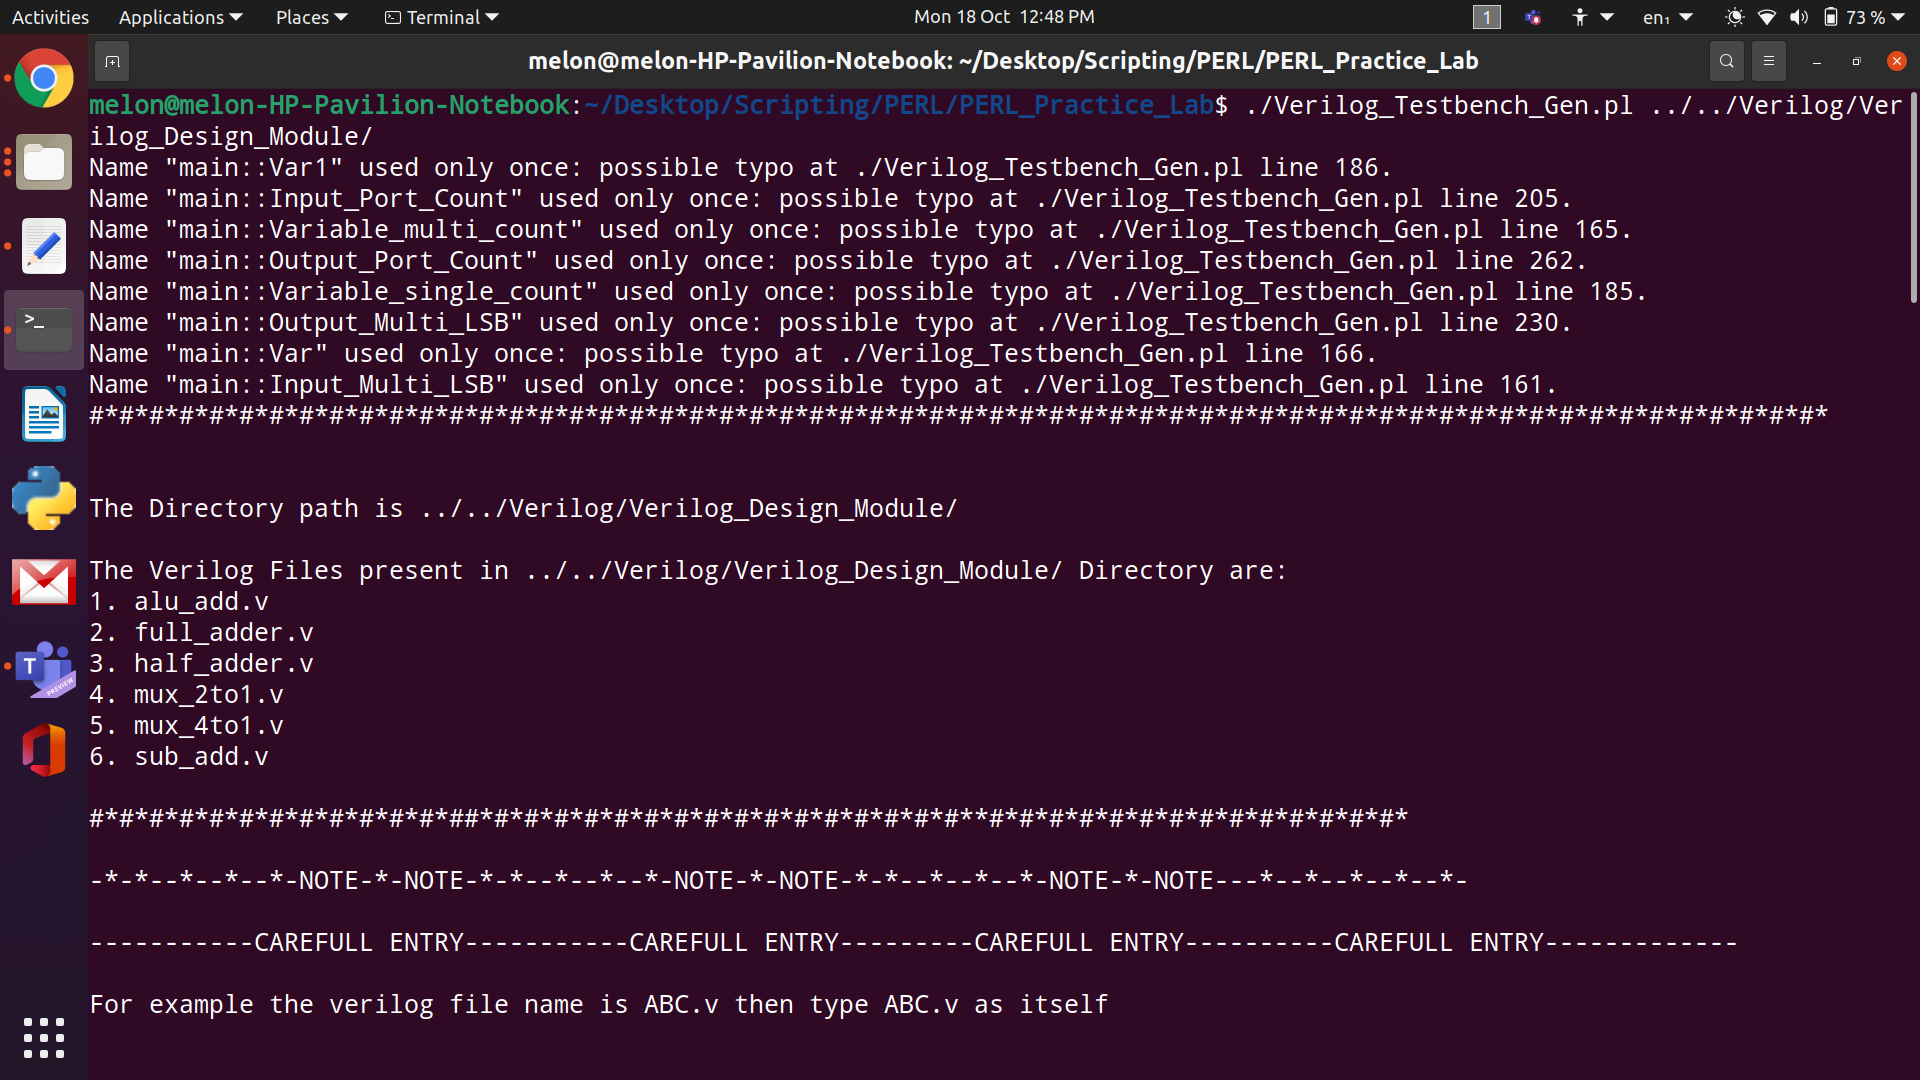 Activities Applications Places Terminal Mon 18 Oct 12:48 PM 1 en₁ 73 %
melon@melon-HP-Pavilion-Notebook: ~/Desktop/Scripting/PERL/PERL_Practice_Lab
melon@melon-HP-Pavilion-Notebook:~/Desktop/Scripting/PERL/PERL_Practice_Lab$ ./Verilog_Testbench_Gen.pl ../../Verilog/Ver
ilog_Design_Module/
Name "main::Var1" used only once: possible typo at ./Verilog_Testbench_Gen.pl line 186.
Name "main::Input_Port_Count" used only once: possible typo at ./Verilog_Testbench_Gen.pl line 205.
Name "main::Variable_multi_count" used only once: possible typo at ./Verilog_Testbench_Gen.pl line 165.
Name "main::Output_Port_Count" used only once: possible typo at ./Verilog_Testbench_Gen.pl line 262.
Name "main::Variable_single_count" used only once: possible typo at ./Verilog_Testbench_Gen.pl line 185.
Name "main::Output_Multi_LSB" used only once: possible typo at ./Verilog_Testbench_Gen.pl line 230.
Name "main::Var" used only once: possible typo at ./Verilog_Testbench_Gen.pl line 166.
Name "main::Input_Multi_LSB" used only once: possible typo at ./Verilog_Testbench_Gen.pl line 161.
#*#*#*#*#*#*#*#*#*#*#*#*#*#*#*#*#*#*#*#*#*#*#*#*#*#*#*#*#*#*#*#*#*#*#*#*#*#*#*#*#*#*#*#*#*#*#*#*#*#*#*#*#*#*#*#*#*#*
The Directory path is ../../Verilog/Verilog_Design_Module/
The Verilog Files present in ../../Verilog/Verilog_Design_Module/ Directory are:
1. alu_add.v
2. full_adder.v
3. half_adder.v
4. mux_2to1.v
5. mux_4to1.v
6. sub_add.v
#*#*#*#*#*#*#*#*#*#*#*#*##*#*#*#*#*#*#*#*#*#*#*#*#*#*#*#*#**#*#*#*#*#*#*#*#*#*#*#*#*#*#*
-*-*--*--*--*-NOTE-*-NOTE-*-*--*--*--*-NOTE-*-NOTE-*-*--*--*--*-NOTE-*-NOTE---*--*--*--*--*-
-----------CAREFULL ENTRY-----------CAREFULL ENTRY---------CAREFULL ENTRY----------CAREFULL ENTRY-------------
For example the verilog file name is ABC.v then type ABC.v as itself
T
PREVIEW